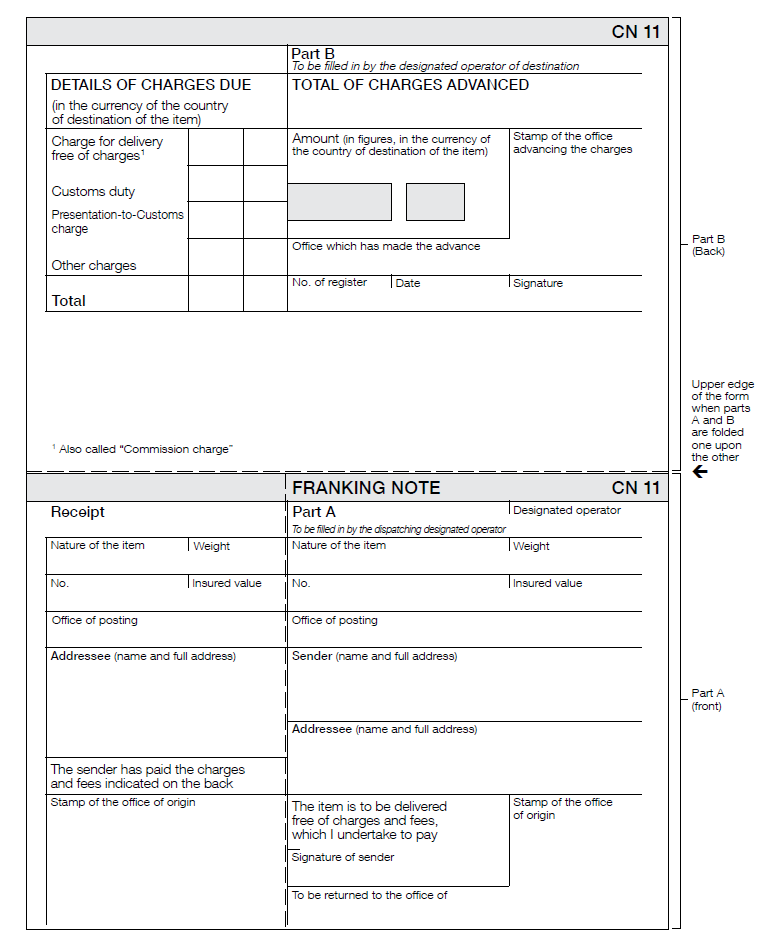 CN 11
Part B
To be filled in by the designated operator of destination
DETAILS OF CHARGES DUE
(in the currency of the country
of destination of the item)
TOTAL OF CHARGES ADVANCED
Charge for delivery
free of charges¹
Customs duty
Presentation-to-Customs
charge
Other charges
Total
Amount (in figures, in the currency of
the country of destination of the item)
Stamp of the office
advancing the charges
Office which has made the advance
No. of register
Date
Signature
Part B
(Back)
¹ Also called “Commission charge”
Upper edge
of the form
when parts
A and B
are folded
one upon
the other
FRANKING NOTE
CN 11
Receipt
Nature of the item
Weight
No.
Insured value
Office of posting
Addressee (name and full address)
The sender has paid the charges
and fees indicated on the back
Stamp of the office of origin
Part A
To be filled in by the dispatching designated operator
Designated operator
Nature of the item
Weight
No.
Insured value
Office of posting
Sender (name and full address)
Addressee (name and full address)
The item is to be delivered
free of charges and fees,
which I undertake to pay
Signature of sender
Stamp of the office
of origin
To be returned to the office of
Part A
(front)